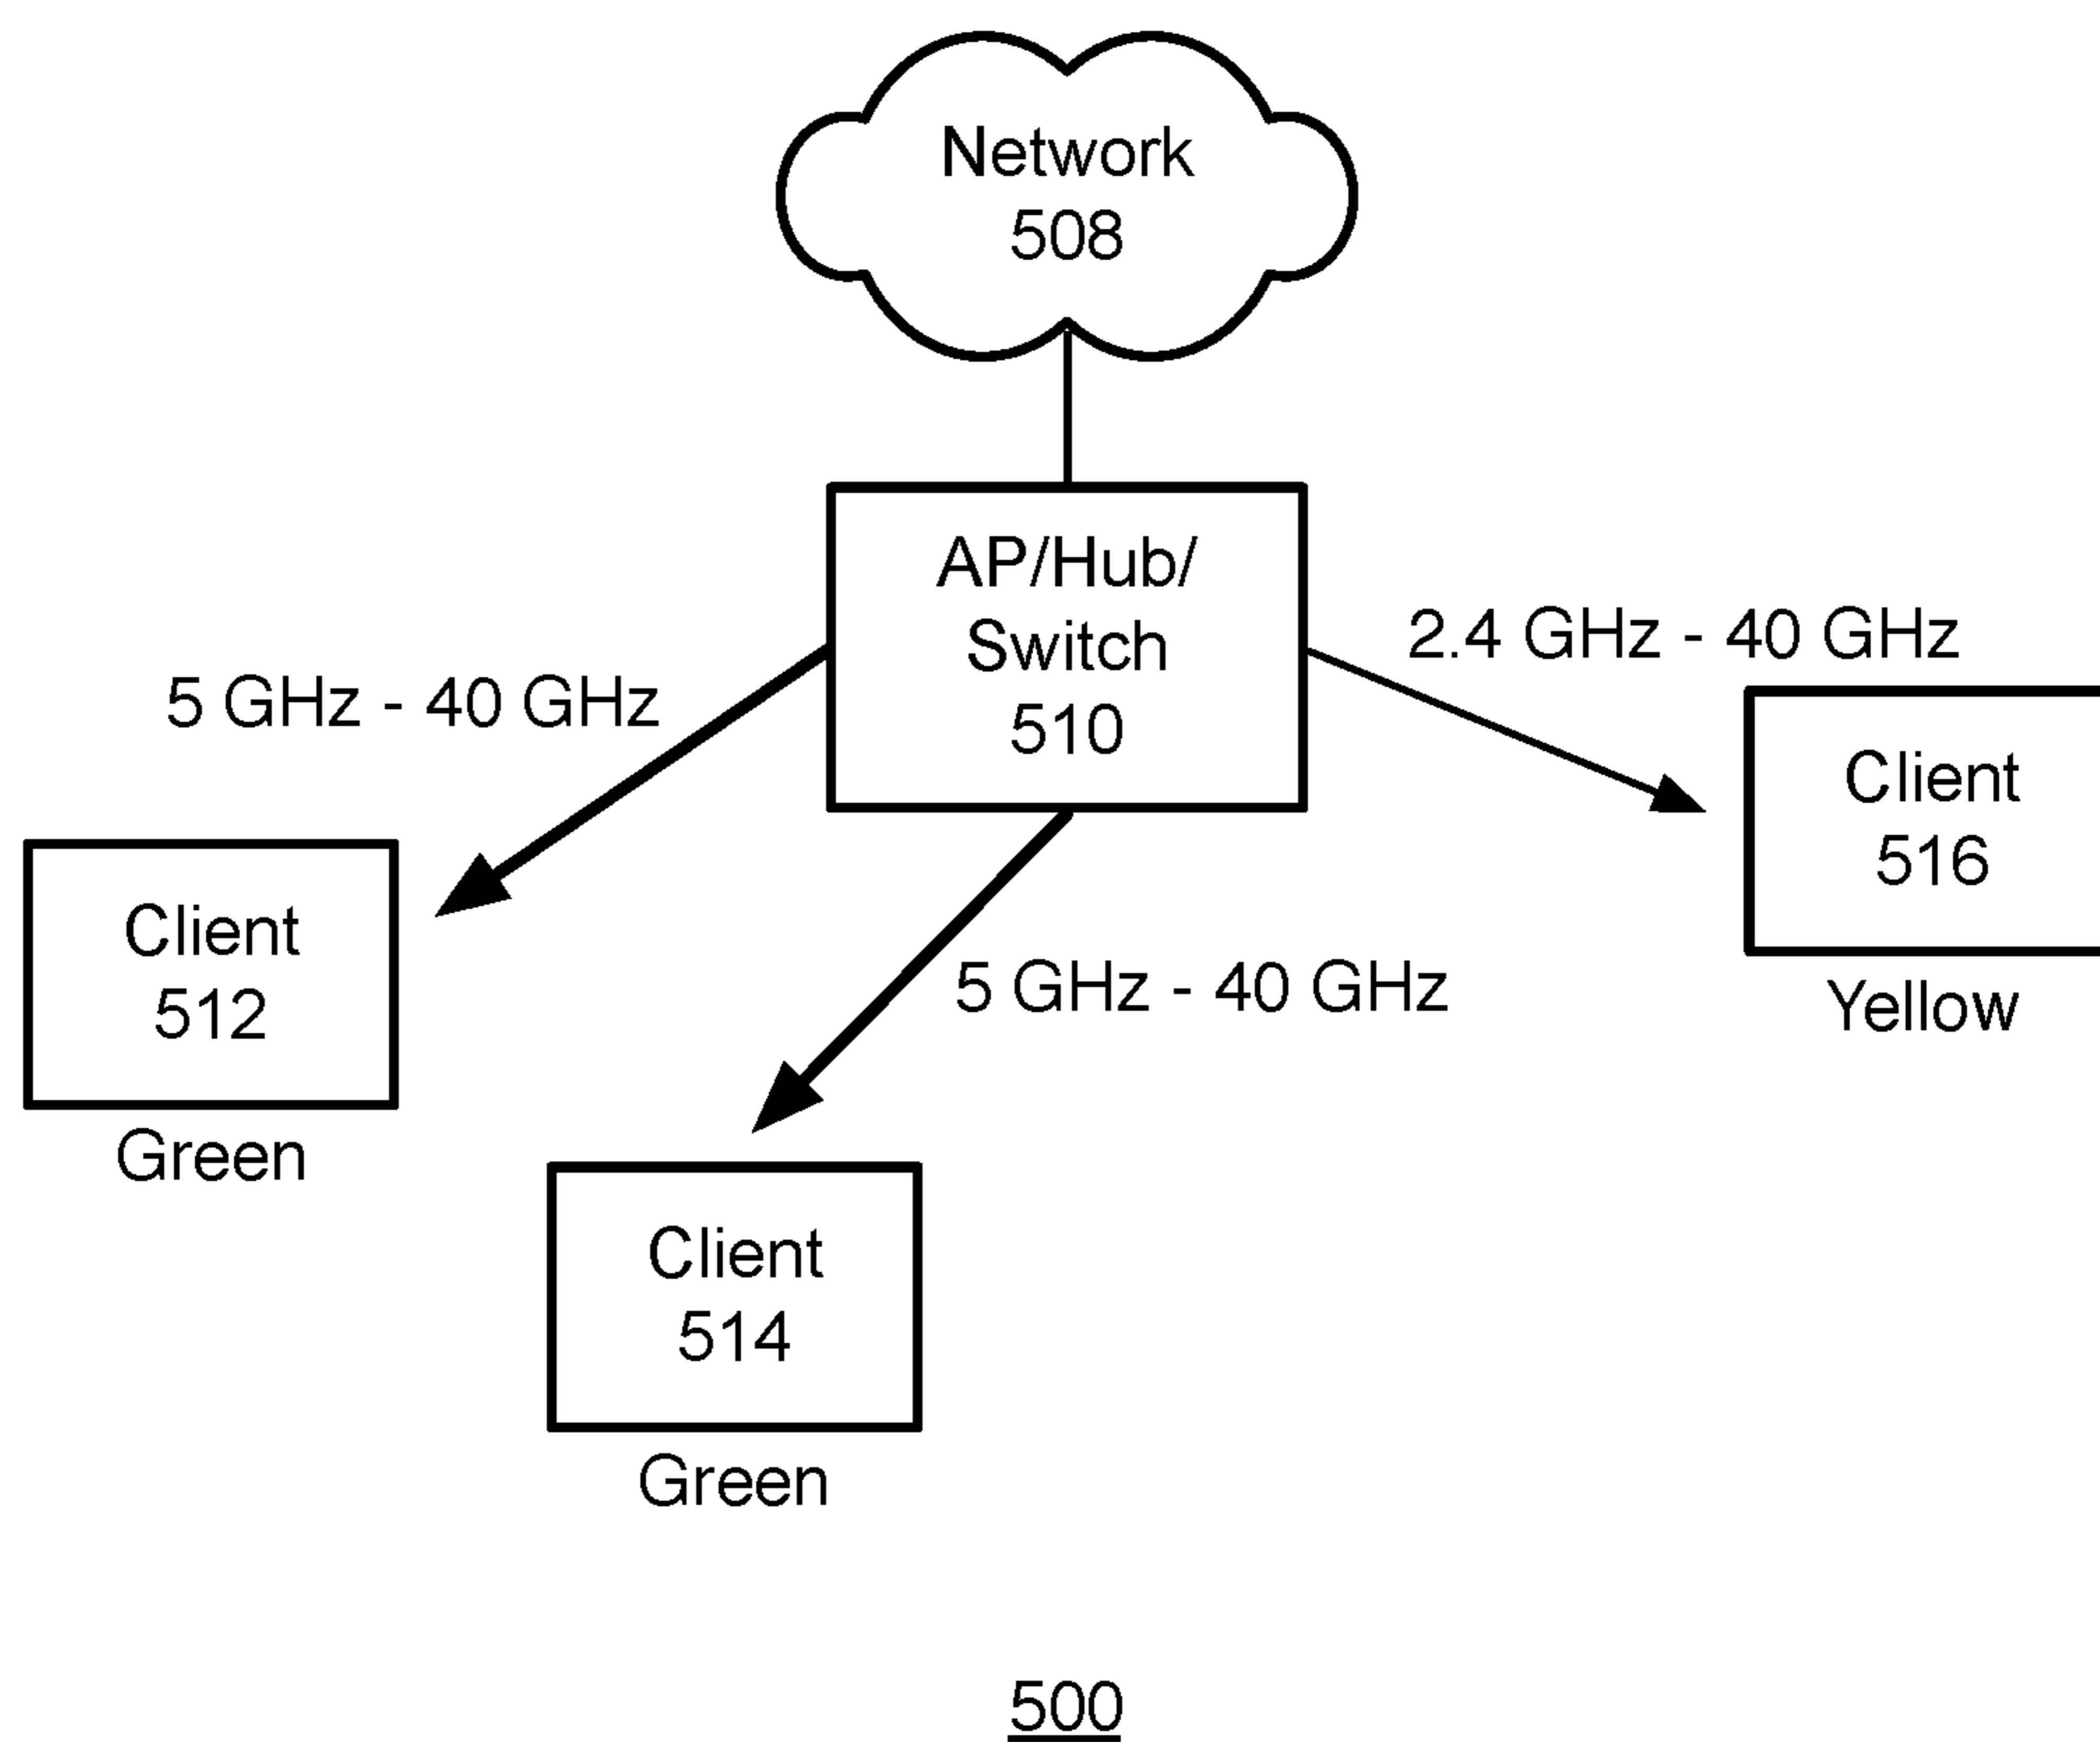 Network
508
AP/Hub/
Switch
510
2.4 GHz - 40 GHz
5 GHz - 40 GHz
Client
516
Yellow
Client
512
Green
5 GHz - 40 GHz
Client
514
Green
500